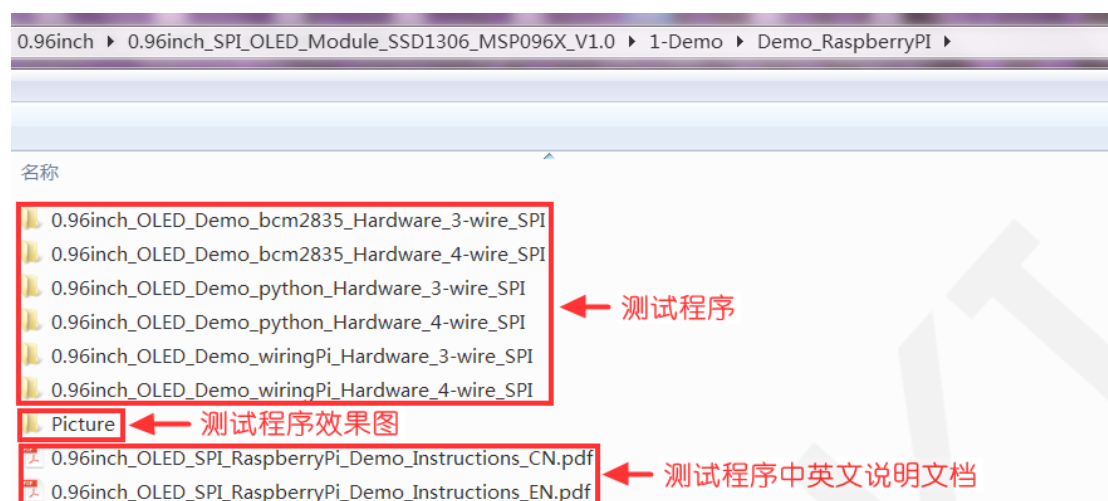 0.96inch ▸ 0.96inch_SPI_OLED_Module_SSD1306_MSP096X_V1.0 ▸ 1-Demo ▸ Demo_RaspberryPI ▸
名称
0.96inch_OLED_Demo_bcm2835_Hardware_3-wire_SPI
0.96inch_OLED_Demo_bcm2835_Hardware_4-wire_SPI
0.96inch_OLED_Demo_python_Hardware_3-wire_SPI
测试程序
0.96inch_OLED_Demo_python_Hardware_4-wire_SPI
0.96inch_OLED_Demo_wiringPi_Hardware_3-wire_SPI
0.96inch_OLED_Demo_wiringPi_Hardware_4-wire_SPI
Picture 测试程序效果图
0.96inch_OLED_SPI_RaspberryPi_Demo_Instructions_CN.pdf
测试程序中英文说明文档
0.96inch_OLED_SPI_RaspberryPi_Demo_Instructions_EN.pdf